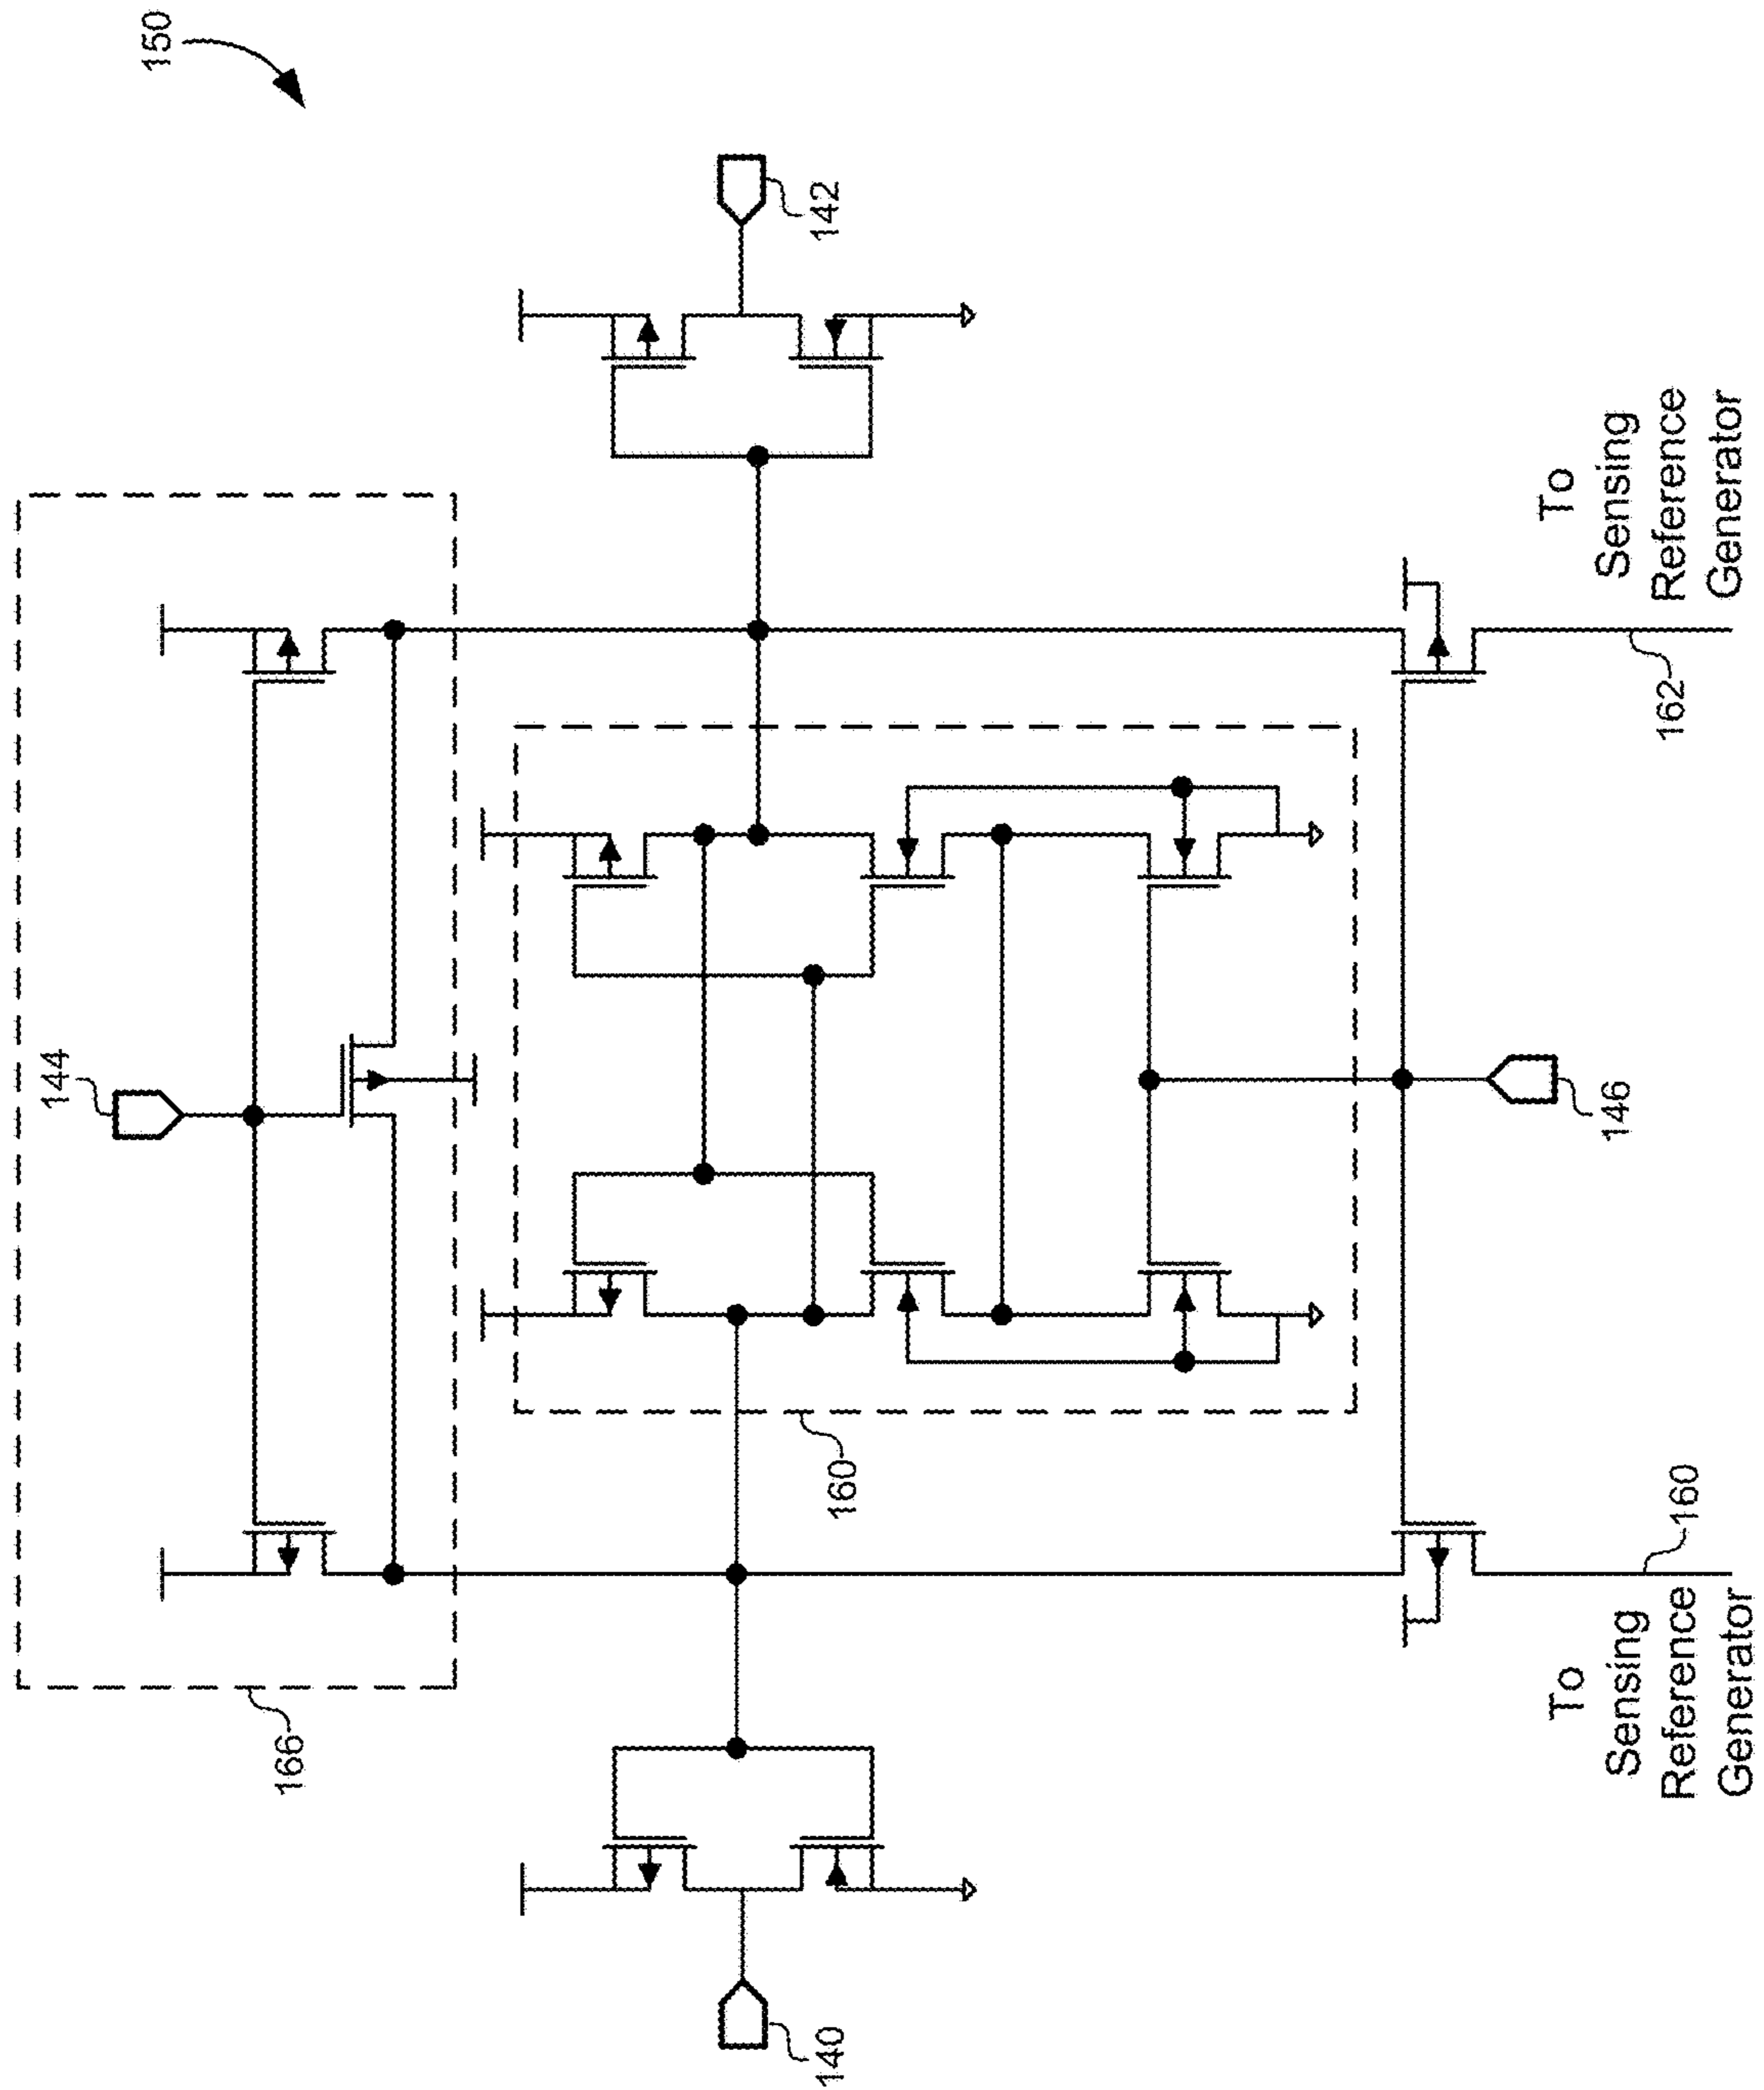 150
144
166
142
140
160
146
162
160
To
Sensing
Reference
Generator
To
Sensing
Reference
Generator